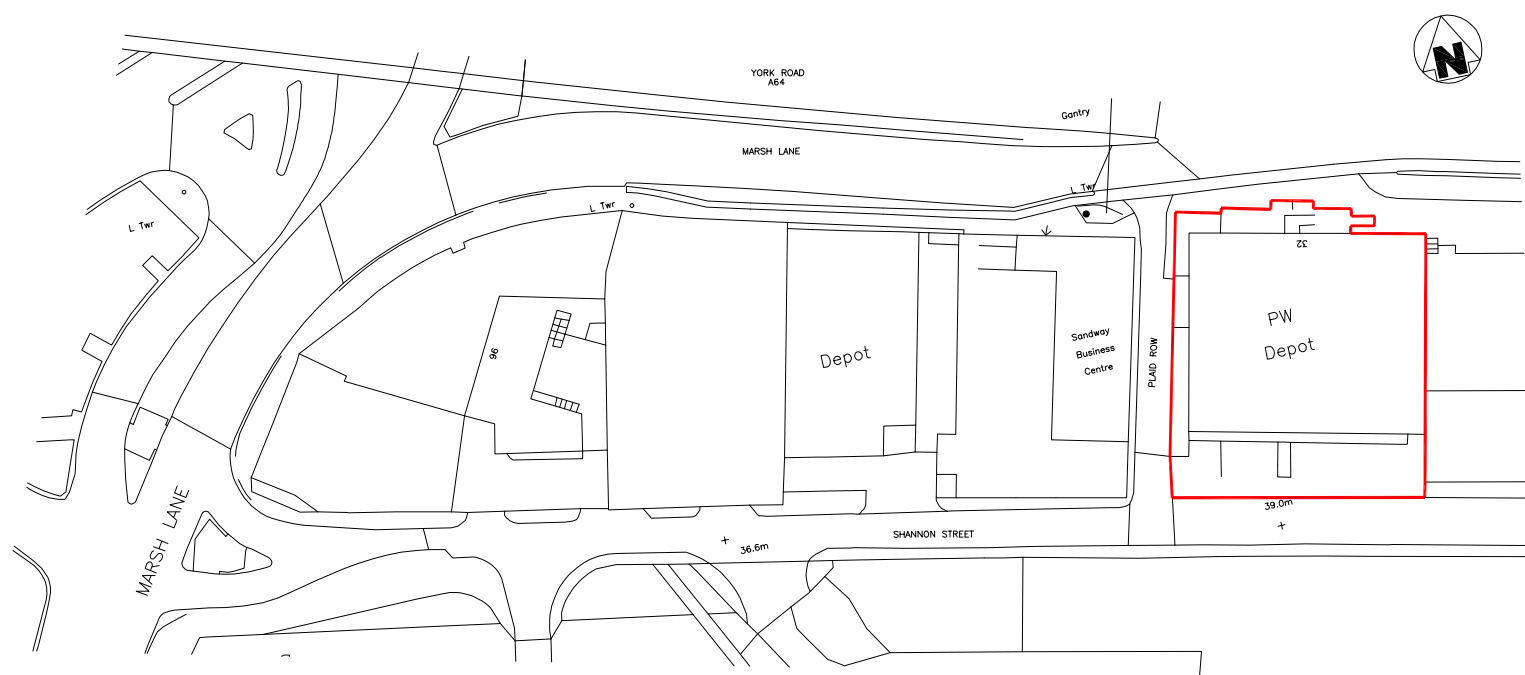 N
YORK ROAD
A64
Gantry
MARSH LANE
L Twr
L Twr
L Twr
32
PW
Depot
Sandway
Business
Centre
PLAID ROW
Depot
96
39.0m
SHANNON STREET
36.6m
MARSH LANE